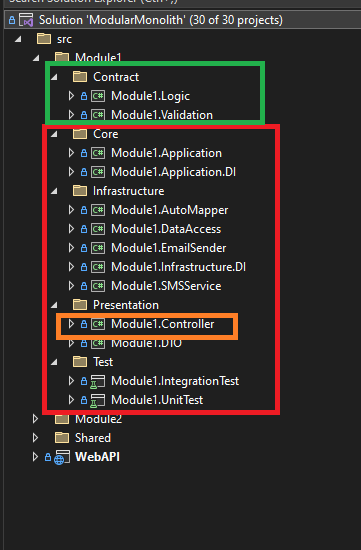 Search Solution Explorer (Ctrl+;)
Solution 'ModularMonolith' (30 of 30 projects)
src
Module1
Contract
Module1.Logic
Module1.Validation
Core
Module1.Application
Module1.Application.DI
Infrastructure
Module1.AutoMapper
Module1.DataAccess
Module1.EmailSender
Module1.Infrastructure.DI
Module1.SMSService
Presentation
Module1.Controller
Module1.DTO
Test
Module1.IntegrationTest
Module1.UnitTest
Module2
Shared
WebAPI